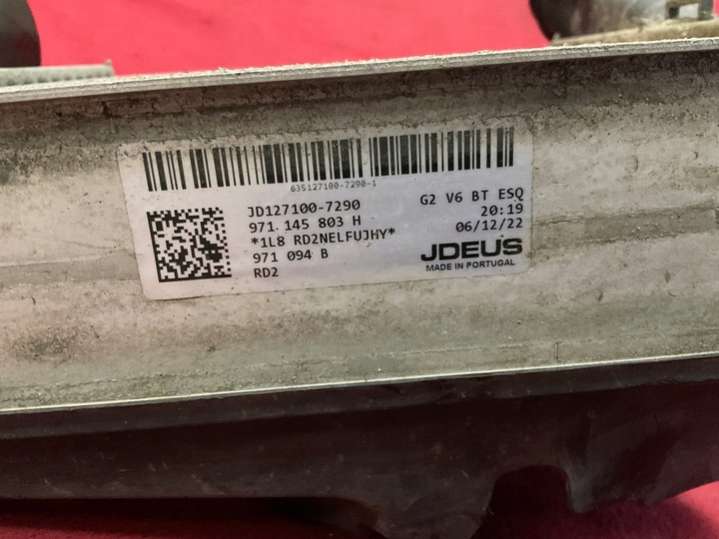 635127100-7290-1
JD127100-7290
G2 V6 BT ESQ
971.145 803 H
20:19
*1L8 RD2NELFUJHY*
06/12/22
971 094 B
JDEUS
RD2
MADE IN PORTUGAL